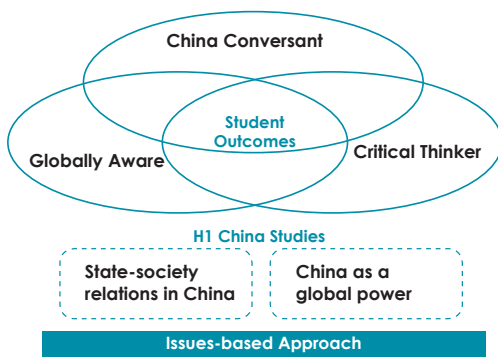 China Conversant
Student
Outcomes
Globally Aware
Critical Thinker
H1 China Studies
State-society
relations in China
China as a
global power
Issues-based Approach